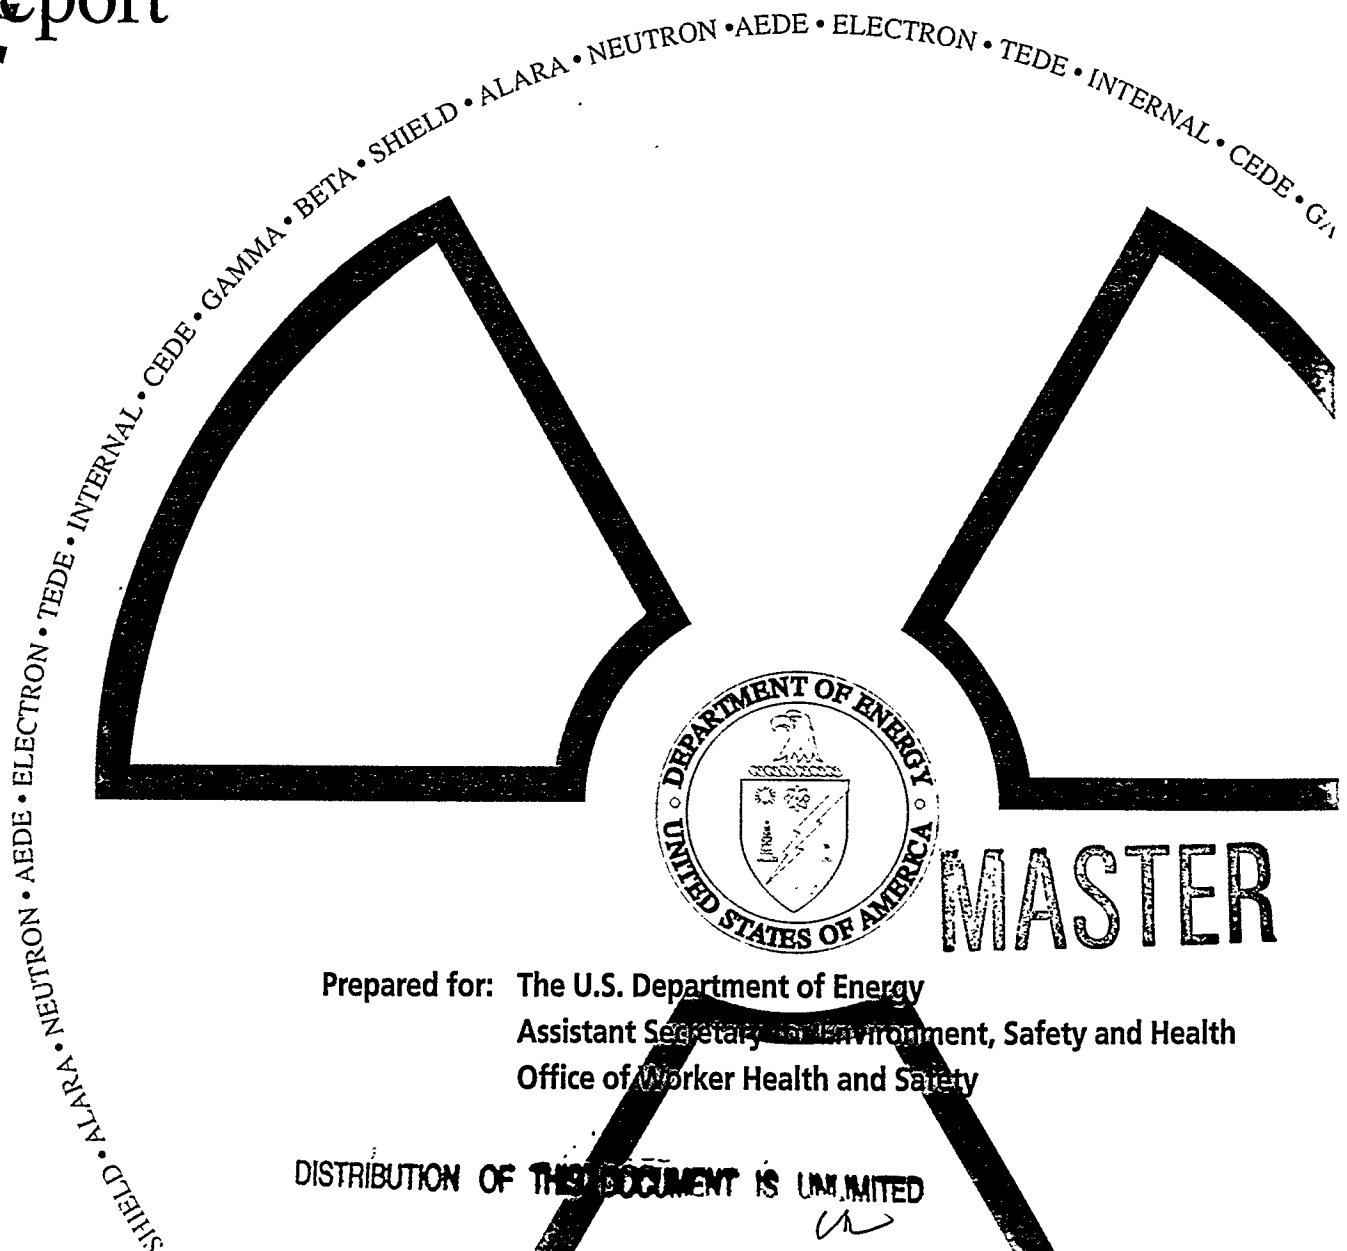 SHIELD • ALARA • NEUTRON • AEDE • ELECTRON • TEDE • INTERNAL • CEDE • GAMMA • BETA • SHIELD • ALARA • NEUTRON • AEDE • ELECTRON • TEDE • INTERNAL • CEDE •
DEPARTMENT OF ENERGY
UNITED STATES OF AMERICA
MASTER
Prepared for: The U.S. Department of Energy
Assistant Secretary for Environment, Safety and Health
Office of Worker Health and Safety
DISTRIBUTION OF THIS DOCUMENT IS UNLIMITED